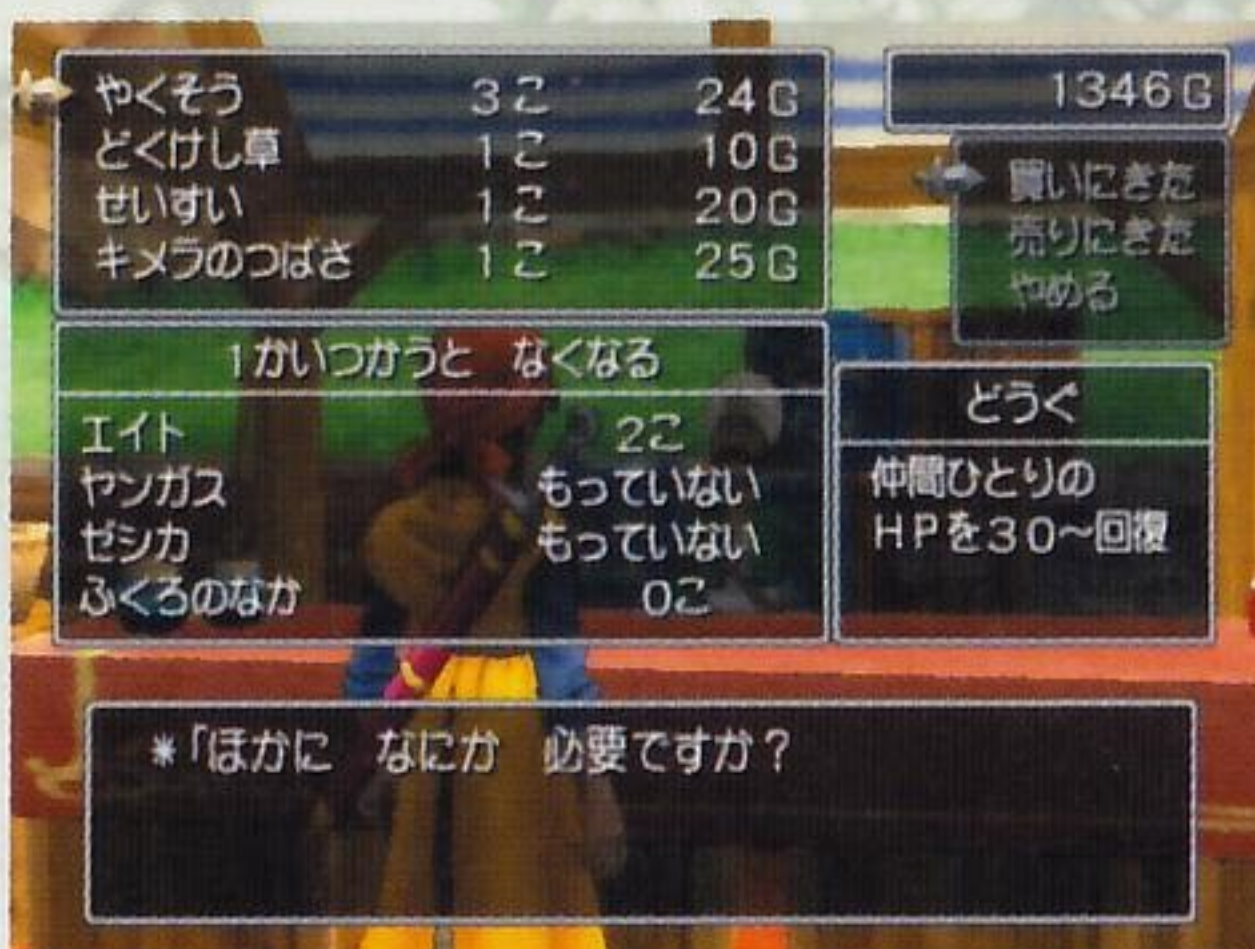 やくそう 3こ 24G
どくけし草 1こ 10G
せいすい 1こ 20G
キメラのつばさ 1こ 25G
1346G
買いにきた
売りにきた
やめる
1かいつかうと なくなる
エイト 2こ
ヤンガス もっていない
ゼシカ もっていない
ふくろのなか 0こ
どうぐ
仲間ひとりの
HPを30~回復
*「ほかに なにか 必要ですか?